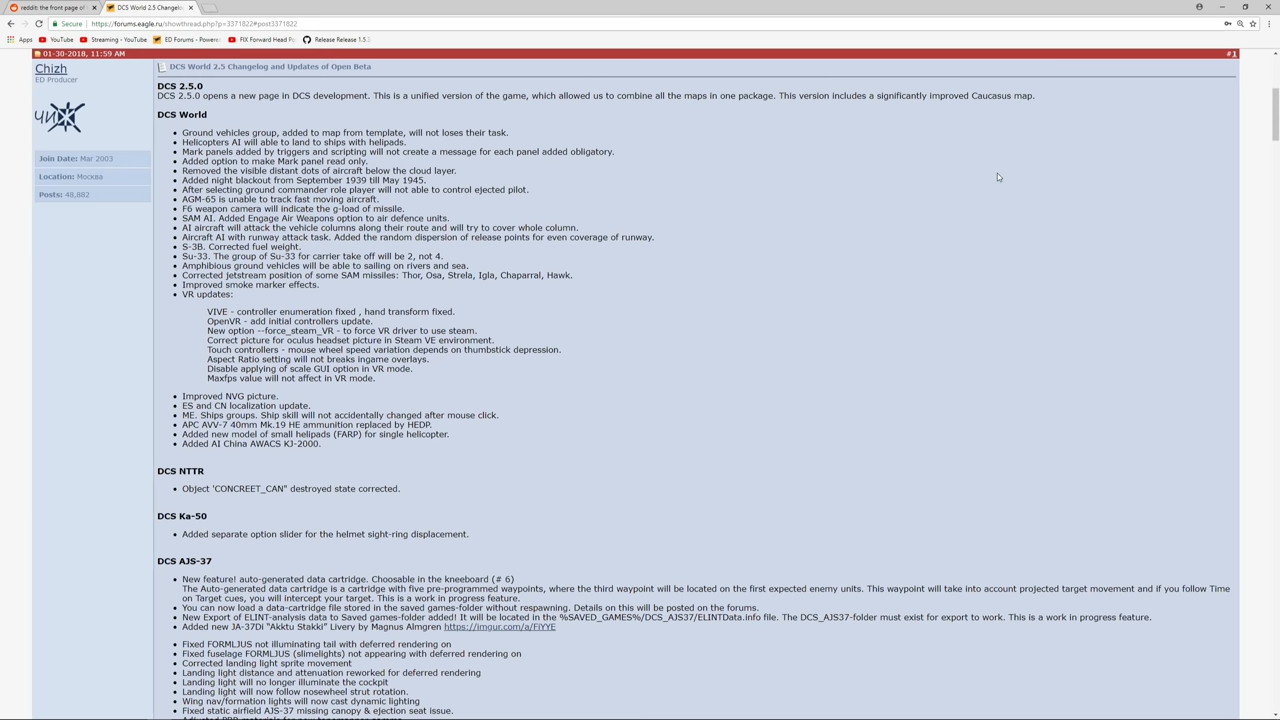 reddit: the front page of
DCS World 2.5 Changelo
Secure
https://forums.eagle.ru/showthread.php?p=3371822#post3371822
Apps
YouTube
Streaming - YouTube
ED Forums - Powere
FIX Forward Head Po
Release Release 1.5.
01-30-2018, 11:59 AM
#1
Chizh
ED Producer
чиж
Join Date: Mar 2003
Location: Москва
Posts: 48,882
DCS World 2.5 Changelog and Updates of Open Beta
DCS 2.5.0
DCS 2.5.0 opens a new page in DCS development. This is a unified version of the game, which allowed us to combine all the maps in one package. This version includes a significantly improved Caucasus map.
DCS World
Ground vehicles group, added to map from template, will not loses their task.
Helicopters AI will able to land to ships with helipads.
Mark panels added by triggers and scripting will not create a message for each panel added obligatory.
Added option to make Mark panel read only.
Removed the visible distant dots of aircraft below the cloud layer.
Added night blackout from September 1939 till May 1945.
After selecting ground commander role player will not able to control ejected pilot.
AGM-65 is unable to track fast moving aircraft.
F6 weapon camera will indicate the g-load of missile.
SAM AI. Added Engage Air Weapons option to air defence units.
AI aircraft will attack the vehicle columns along their route and will try to cover whole column.
Aircraft AI with runway attack task. Added the random dispersion of release points for even coverage of runway.
S-3B. Corrected fuel weight.
Su-33. The group of Su-33 for carrier take off will be 2, not 4.
Amphibious ground vehicles will be able to sailing on rivers and sea.
Corrected jetstream position of some SAM missiles: Thor, Osa, Strela, Igla, Chaparral, Hawk.
Improved smoke marker effects.
VR updates:
VIVE - controller enumeration fixed , hand transform fixed.
OpenVR - add initial controllers update.
New option --force_steam_VR - to force VR driver to use steam.
Correct picture for oculus headset picture in Steam VE environment.
Touch controllers - mouse wheel speed variation depends on thumbstick depression.
Aspect Ratio setting will not breaks ingame overlays.
Disable applying of scale GUI option in VR mode.
Maxfps value will not affect in VR mode.
Improved NVG picture.
ES and CN localization update.
ME. Ships groups. Ship skill will not accidentally changed after mouse click.
APC AVV-7 40mm Mk.19 HE ammunition replaced by HEDP.
Added new model of small helipads (FARP) for single helicopter.
Added AI China AWACS KJ-2000.
DCS NTTR
Object 'CONCREET_CAN" destroyed state corrected.
DCS Ka-50
Added separate option slider for the helmet sight-ring displacement.
DCS AJS-37
New feature! auto-generated data cartridge. Choosable in the kneeboard (# 6)
The Auto-generated data cartridge is a cartridge with five pre-programmed waypoints, where the third waypoint will be located on the first expected enemy units. This waypoint will take into account projected target movement and if you follow Time
on Target cues, you will intercept your target. This is a work in progress feature.
You can now load a data-cartridge file stored in the saved games-folder without respawning. Details on this will be posted on the forums.
New Export of ELINT-analysis data to Saved games-folder added! It will be located in the %SAVED_GAMES%/DCS_AJS37/ELINTData.info file. The DCS_AJS37-folder must exist for export to work. This is a work in progress feature.
Added new JA-37Di "Akktu Stakki" Livery by Magnus Almgren https://imgur.com/a/FlYYE
Fixed FORMLJUS not illuminating tail with deferred rendering on
Fixed fuselage FORMLJUS (slimelights) not appearing with deferred rendering on
Corrected landing light sprite movement
Landing light distance and attenuation reworked for deferred rendering
Landing light will no longer illuminate the cockpit
Landing light will now follow nosewheel strut rotation.
Wing nav/formation lights will now cast dynamic lighting
Fixed static airfield AJS-37 missing canopy & ejection seat issue.